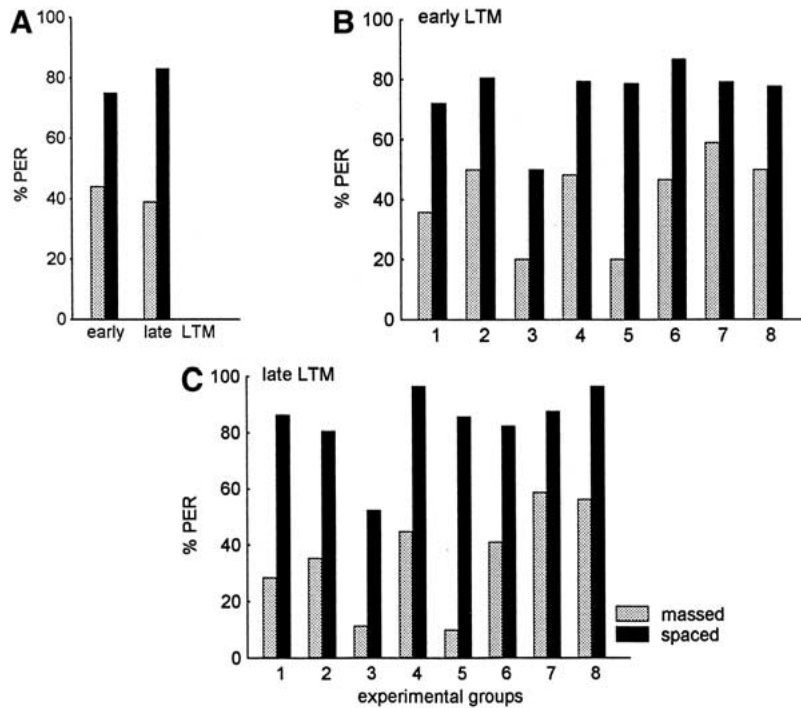 A
100
80
60
40
20
0
% PER
early late LTM
B
early LTM
100
80
60
40
20
0
% PER
1 2 3 4 5 6 7 8
C
late LTM
100
80
60
40
20
0
% PER
1 2 3 4 5 6 7 8
experimental groups
massed
spaced